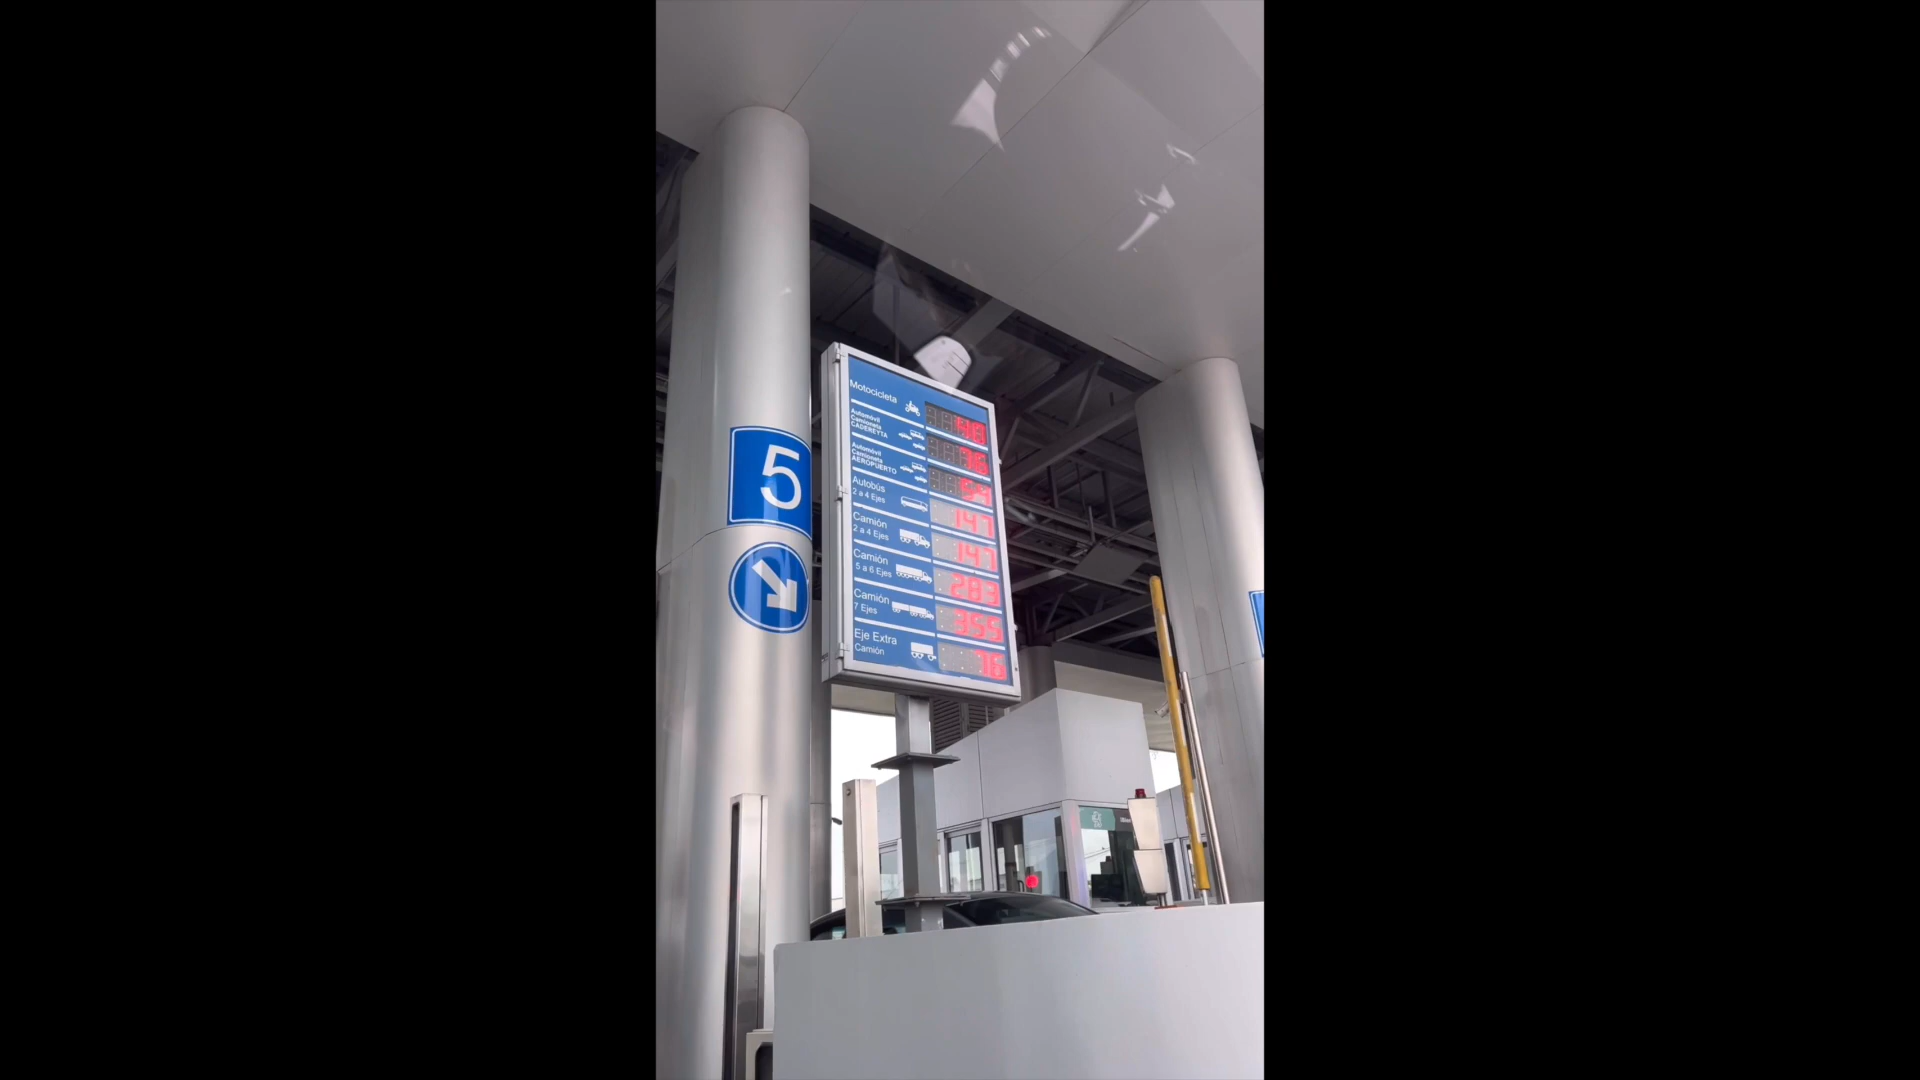 5
Motocicleta
Automóvil
Camioneta
CADEREYTA
Automóvil
Camioneta
AEROPUERTO
94
Autobús
2 a 4 Ejes
147
Camión
2 a 4 Ejes
147
Camión
5 a 6 Ejes
283
Camión
7 Ejes
355
Eje Extra
Camión
76